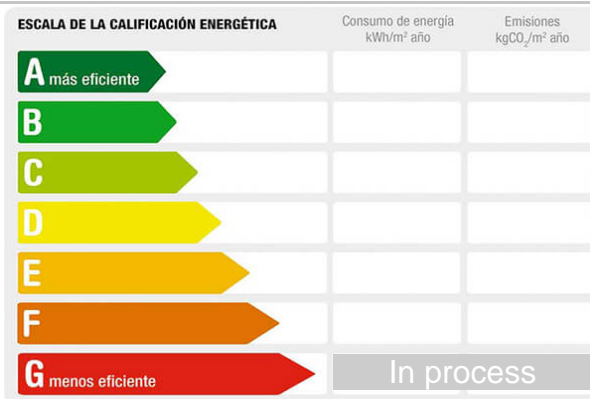 ESCALA DE LA CALIFICACIÓN ENERGÉTICA
Consumo de energía
kWh/m² año
Emisiones
kgCO₂/m² año
A más eficiente
B
C
D
E
F
G menos eficiente
In process